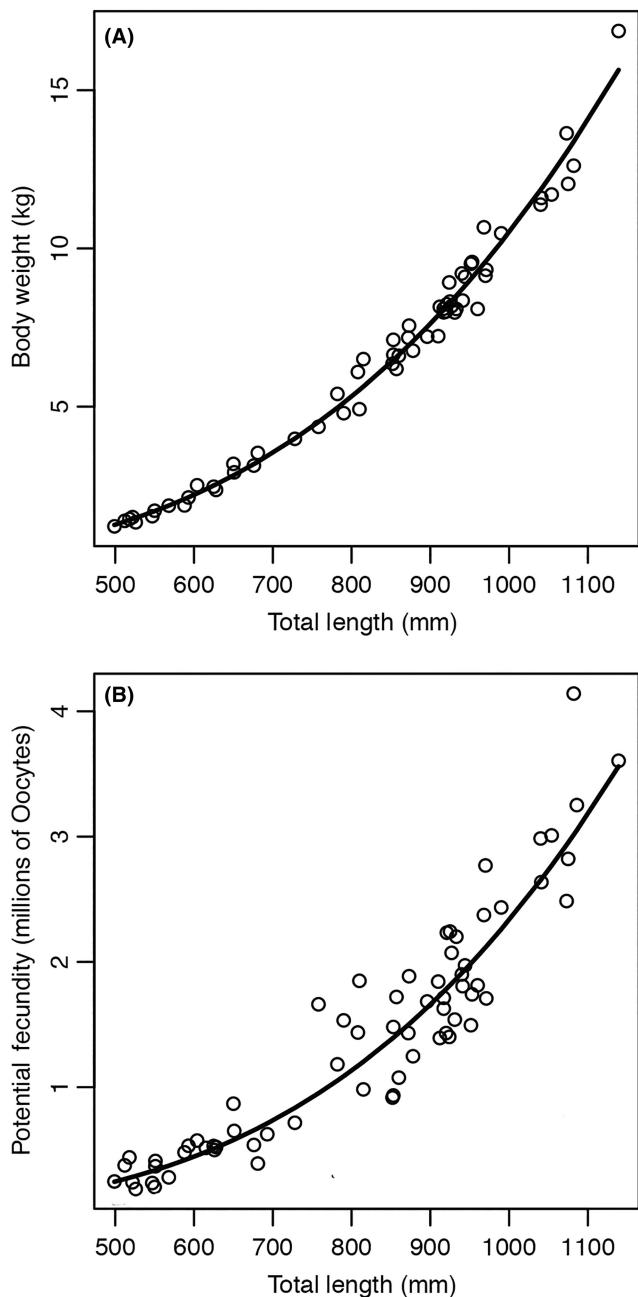 (A)
15
10
5
Body weight (kg)
500 600 700 800 900 1000 1100
Total length (mm)
(B)
4
3
2
1
Potential fecundity (millions of Oocytes)
500 600 700 800 900 1000 1100
Total length (mm)